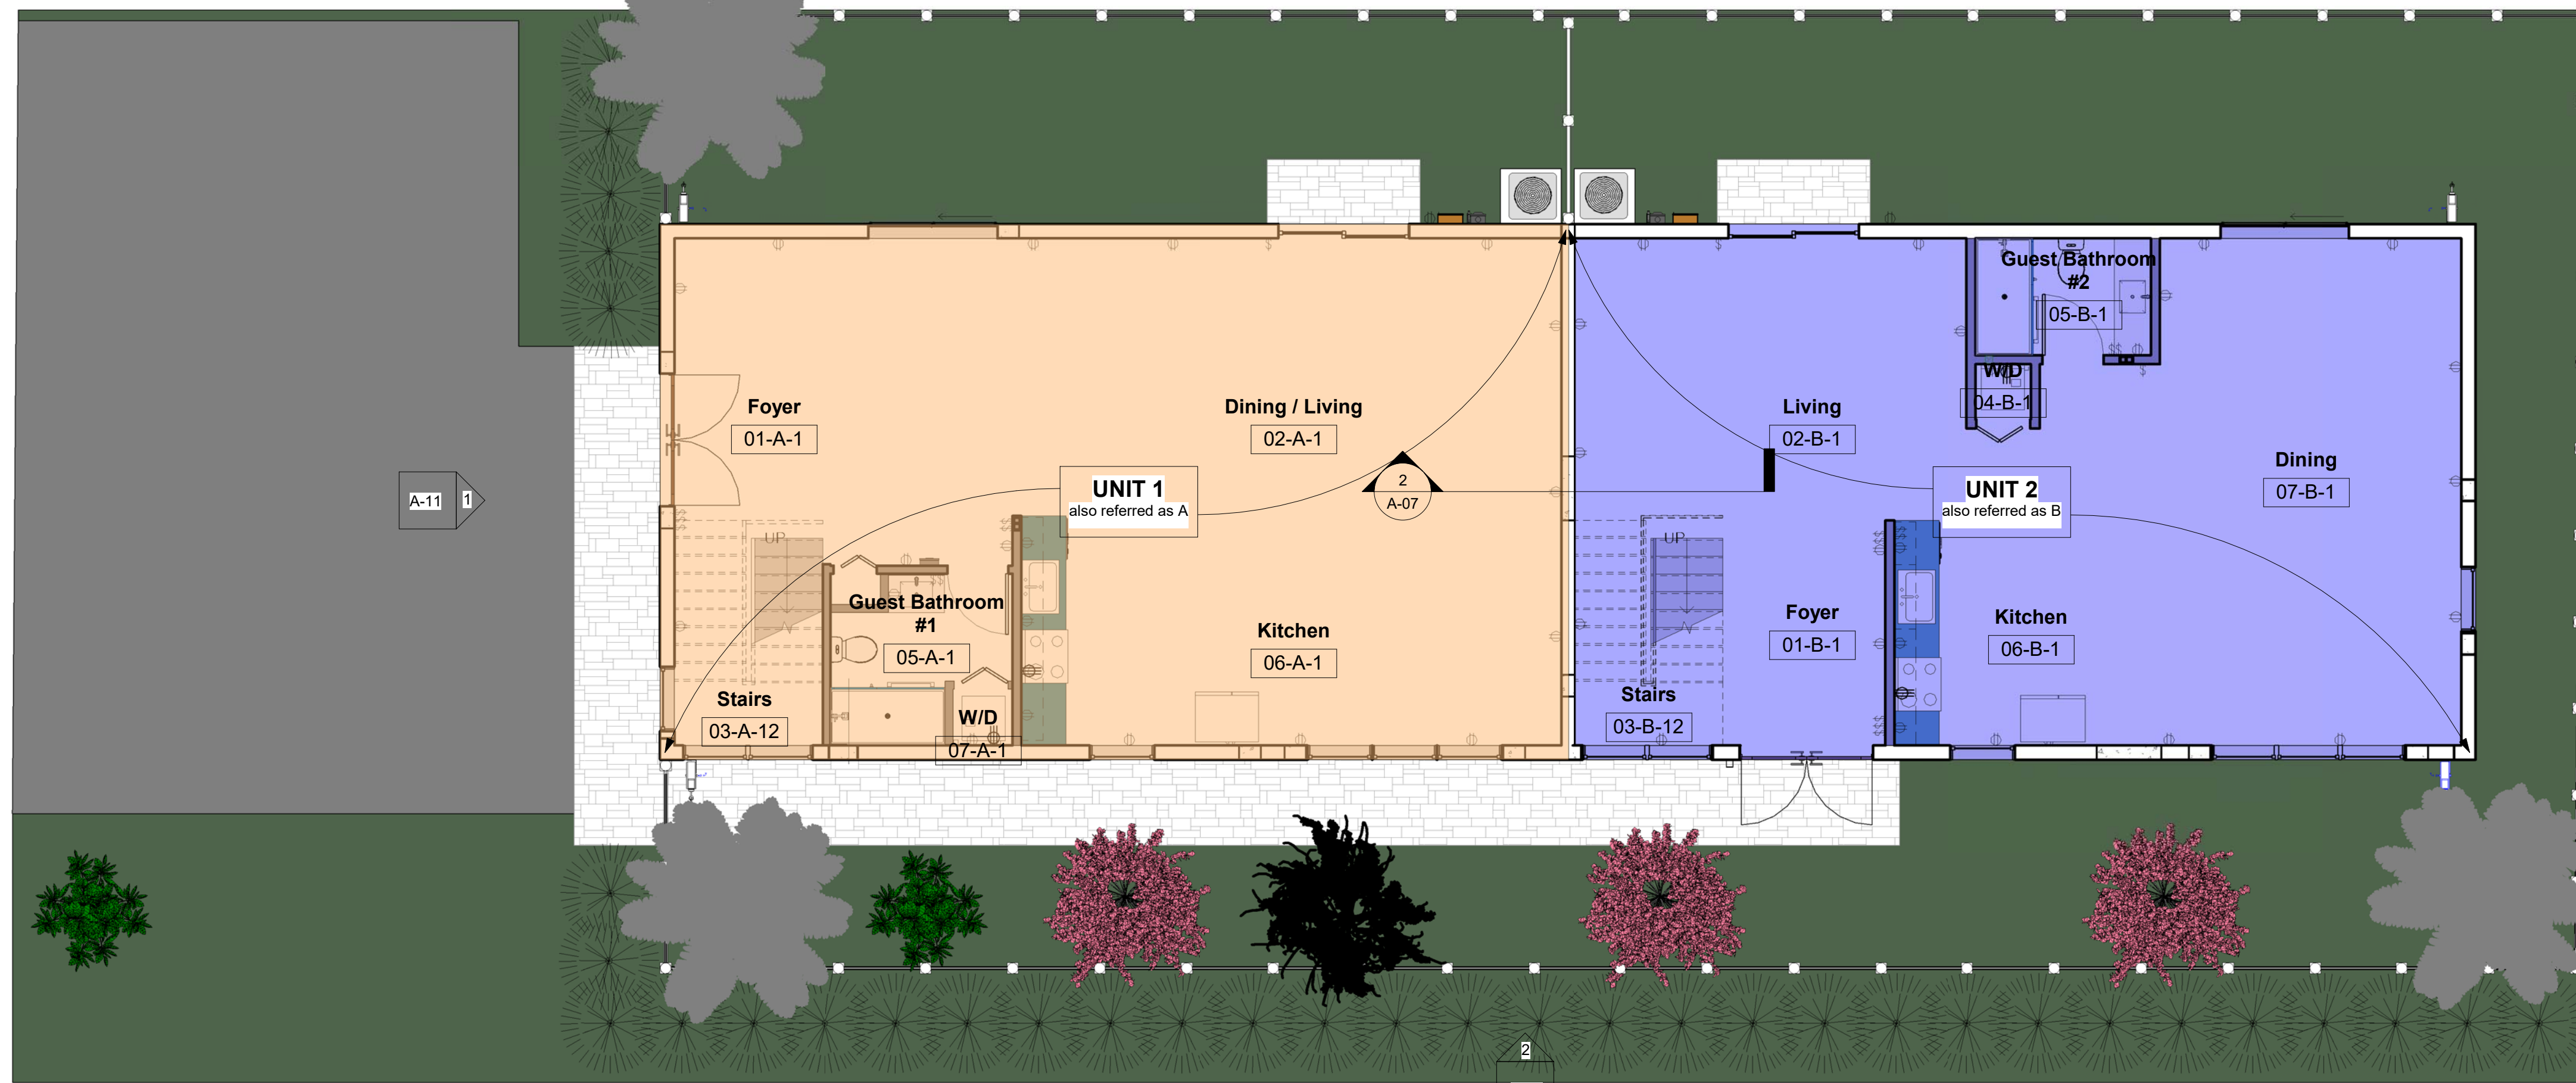 Guest Bathroom
#2
05-B-1
W/D
04-B-1
Foyer
01-A-1
Dining / Living
02-A-1
Living
02-B-1
Dining
07-B-1
A-11
1
UNIT 1
also referred as A
2
A-07
UNIT 2
also referred as B
UP
UP
Guest Bathroom
#1
05-A-1
Kitchen
06-A-1
Foyer
01-B-1
Kitchen
06-B-1
Stairs
03-A-12
W/D
07-A-1
Stairs
03-B-12
2